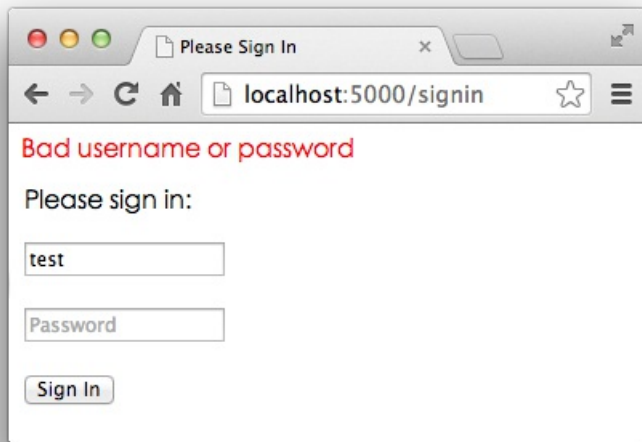 Please Sign In
localhost:5000/signin
Bad username or password
Please sign in:
test
Password
Sign In